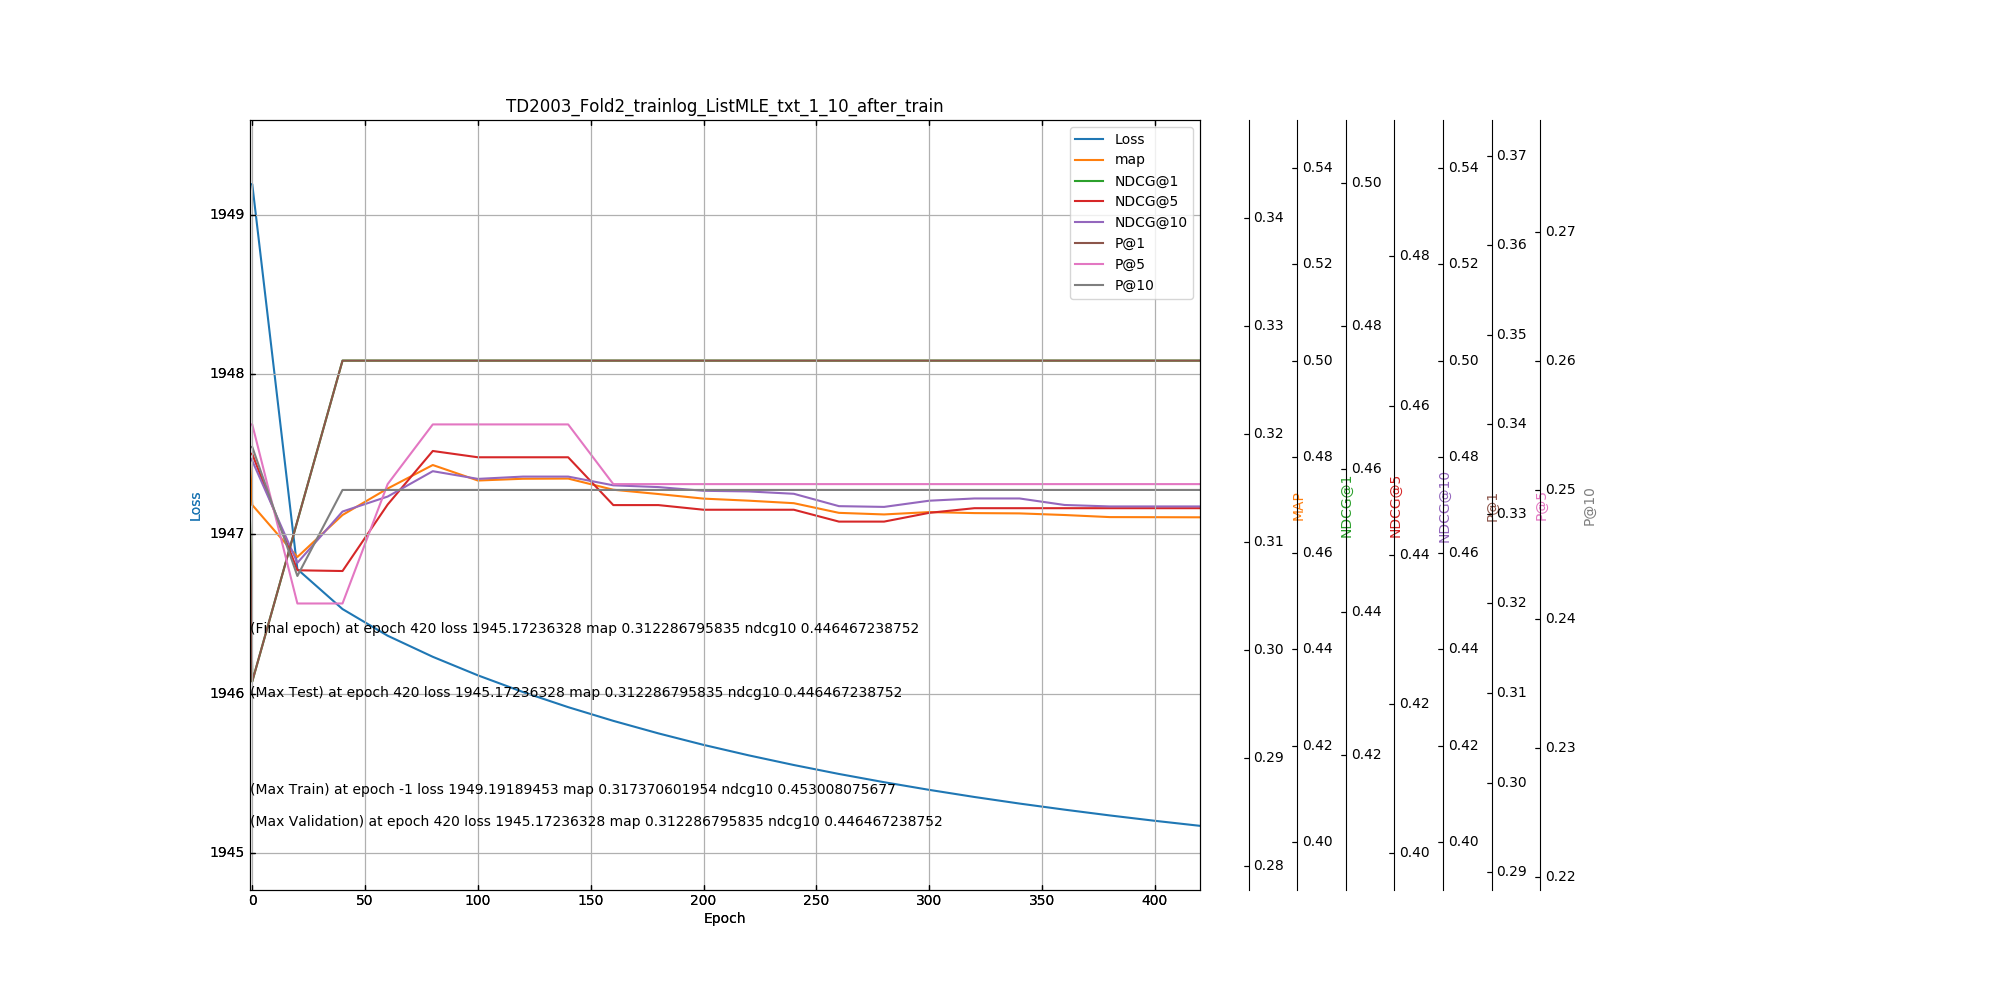 TD2003_Fold2_trainlog_ListMLE_txt_1_10_after_train
Loss
map
NDCG@1
NDCG@5
NDCG@10
P@1
P@5
P@10
1949
1948
1947
1946
1945
Loss
(Final epoch) at epoch 420 loss 1945.17236328 map 0.312286795835 ndcg10 0.446467238752
(Max Test) at epoch 420 loss 1945.17236328 map 0.312286795835 ndcg10 0.446467238752
(Max Train) at epoch -1 loss 1949.19189453 map 0.317370601954 ndcg10 0.453008075677
(Max Validation) at epoch 420 loss 1945.17236328 map 0.312286795835 ndcg10 0.446467238752
0 50 100 150 200 250 300 350 400
Epoch
0.34
0.33
0.32
0.31
0.30
0.29
0.28
MAP
0.54
0.52
0.50
0.48
0.46
0.44
0.42
0.40
NDCG@1
0.50
0.48
0.46
0.44
0.42
NDCG@5
0.48
0.46
0.44
0.42
0.40
NDCG@10
0.54
0.52
0.50
0.48
0.46
0.44
0.42
0.40
P@1
0.37
0.36
0.35
0.34
0.33
0.32
0.31
0.30
0.29
P@5
0.27
0.26
0.25
0.24
0.23
0.22
P@10